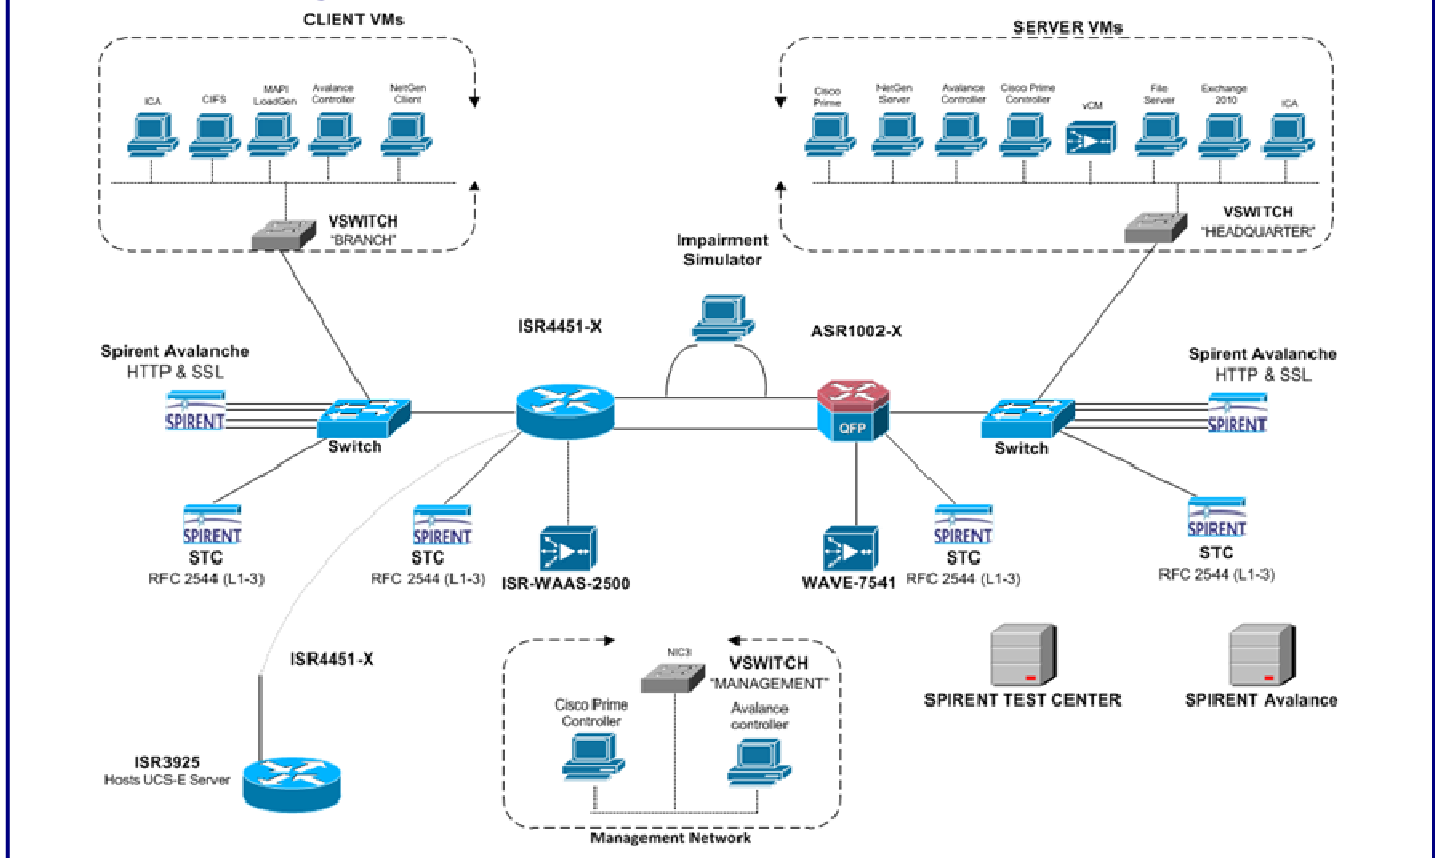 CLIENT VMs
SERVER VMs
ICA
CIFS
MAPI
LoadGen
Avalance
Controller
NetGen
Client
Cisco
Prime
NetGen
Server
Avalance
Controller
Cisco Prime
Controller
vCM
File
Server
Exchange
2010
ICA
VSWITCH
"BRANCH"
VSWITCH
"HEADQUARTER"
Impairment
Simulator
ISR4451-X
ASR1002-X
Spirent Avalanche
HTTP & SSL
Spirent Avalanche
HTTP & SSL
SPIRENT
Switch
QFP
Switch
SPIRENT
SPIRENT
STC
RFC 2544 (L1-3)
SPIRENT
STC
RFC 2544 (L1-3)
ISR-WAAS-2500
WAVE-7541
SPIRENT
STC
RFC 2544 (L1-3)
SPIRENT
STC
RFC 2544 (L1-3)
ISR4451-X
NIC3
VSWITCH
"MANAGEMENT"
Cisco Prime
Controller
Avalance
controller
SPIRENT TEST CENTER
SPIRENT Avalance
ISR3925
Hosts UCS-E Server
Management Network